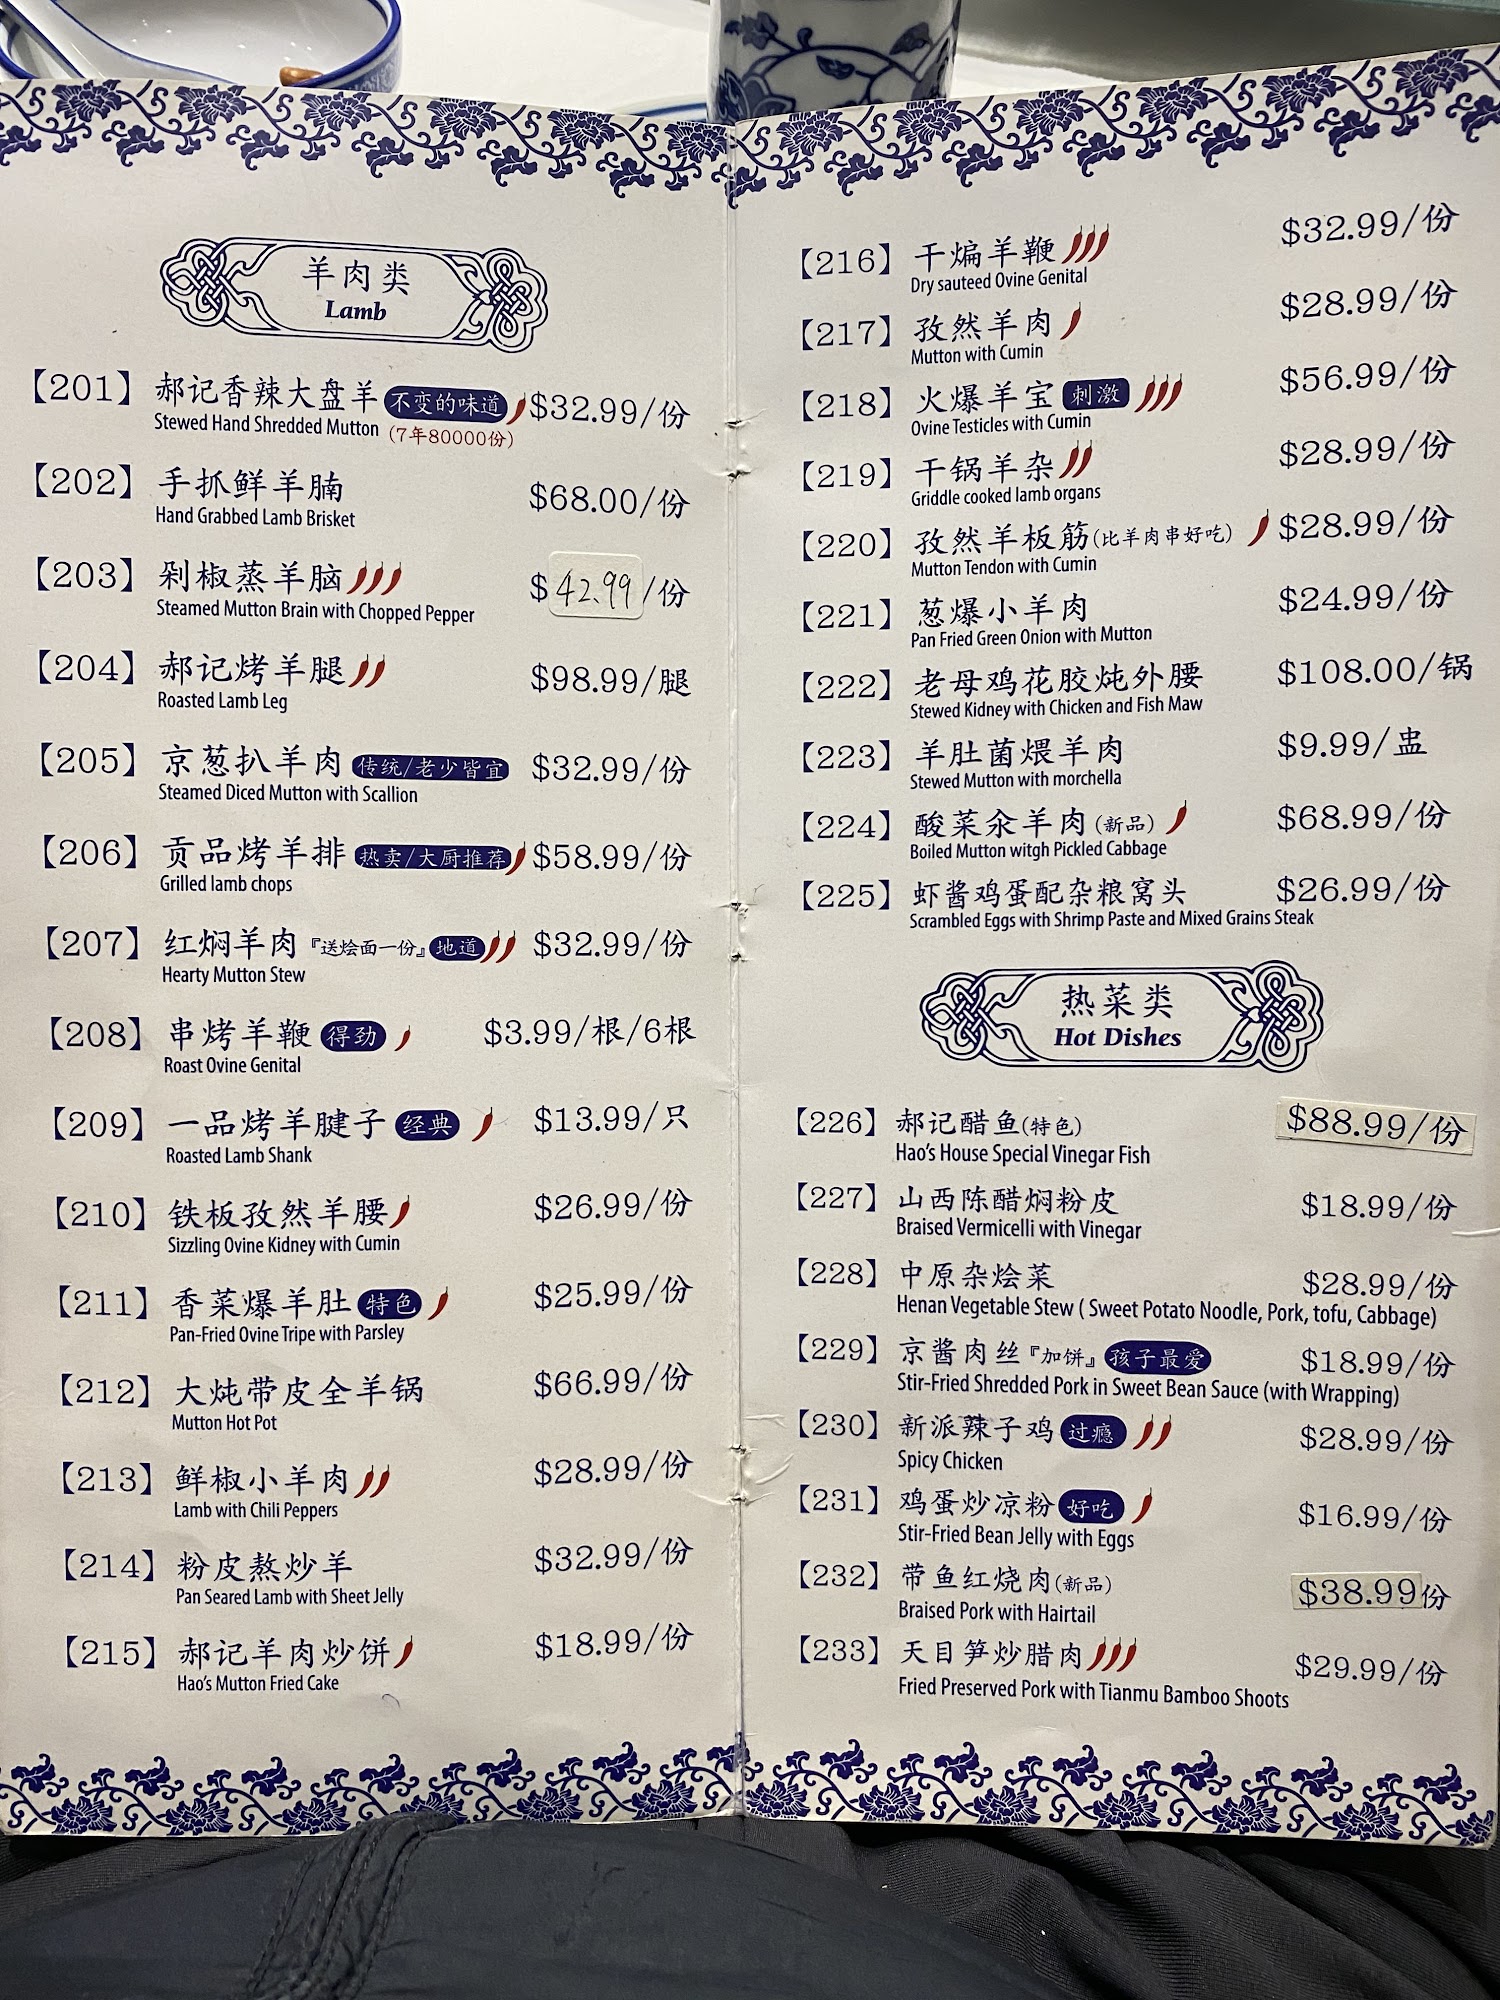 羊肉类
Lamb
【201】 郝记香辣大盘羊 不变的味道 $32.99/份
Stewed Hand Shredded Mutton (7年80000份)
【202】 手抓鲜羊腩 $68.00/份
Hand Grabbed Lamb Brisket
【203】 剁椒蒸羊脑 $42.99/份
Steamed Mutton Brain with Chopped Pepper
【204】 郝记烤羊腿 $98.99/腿
Roasted Lamb Leg
【205】 京葱扒羊肉 传统/老少皆宜 $32.99/份
Steamed Diced Mutton with Scallion
【206】 贡品烤羊排 热卖/大厨推荐 $58.99/份
Grilled lamb chops
【207】 红焖羊肉『送烩面一份』 地道 $32.99/份
Hearty Mutton Stew
【208】 串烤羊鞭 得劲 $3.99/根/6根
Roast Ovine Genital
【209】 一品烤羊腱子 经典 $13.99/只
Roasted Lamb Shank
【210】 铁板孜然羊腰 $26.99/份
Sizzling Ovine Kidney with Cumin
【211】 香菜爆羊肚 特色 $25.99/份
Pan-Fried Ovine Tripe with Parsley
【212】 大炖带皮全羊锅 $66.99/份
Mutton Hot Pot
【213】 鲜椒小羊肉 $28.99/份
Lamb with Chili Peppers
【214】 粉皮熬炒羊 $32.99/份
Pan Seared Lamb with Sheet Jelly
【215】 郝记羊肉炒饼 $18.99/份
Hao's Mutton Fried Cake
【216】 干煸羊鞭 $32.99/份
Dry sauteed Ovine Genital
【217】 孜然羊肉 $28.99/份
Mutton with Cumin
【218】 火爆羊宝 刺激 $56.99/份
Ovine Testicles with Cumin
【219】 干锅羊杂 $28.99/份
Griddle cooked lamb organs
【220】 孜然羊板筋(比羊肉串好吃) $28.99/份
Mutton Tendon with Cumin
【221】 葱爆小羊肉 $24.99/份
Pan Fried Green Onion with Mutton
【222】 老母鸡花胶炖外腰 $108.00/锅
Stewed Kidney with Chicken and Fish Maw
【223】 羊肚菌煨羊肉 $9.99/盅
Stewed Mutton with morchella
【224】 酸菜汆羊肉(新品) $68.99/份
Boiled Mutton witgh Pickled Cabbage
【225】 虾酱鸡蛋配杂粮窝头 $26.99/份
Scrambled Eggs with Shrimp Paste and Mixed Grains Steak
热菜类
Hot Dishes
【226】 郝记醋鱼(特色) $88.99/份
Hao's House Special Vinegar Fish
【227】 山西陈醋焖粉皮 $18.99/份
Braised Vermicelli with Vinegar
【228】 中原杂烩菜 $28.99/份
Henan Vegetable Stew ( Sweet Potato Noodle, Pork, tofu, Cabbage)
【229】 京酱肉丝『加饼』 孩子最爱 $18.99/份
Stir-Fried Shredded Pork in Sweet Bean Sauce (with Wrapping)
【230】 新派辣子鸡 过瘾 $28.99/份
Spicy Chicken
【231】 鸡蛋炒凉粉 好吃 $16.99/份
Stir-Fried Bean Jelly with Eggs
【232】 带鱼红烧肉(新品) $38.99份
Braised Pork with Hairtail
【233】 天目笋炒腊肉 $29.99/份
Fried Preserved Pork with Tianmu Bamboo Shoots